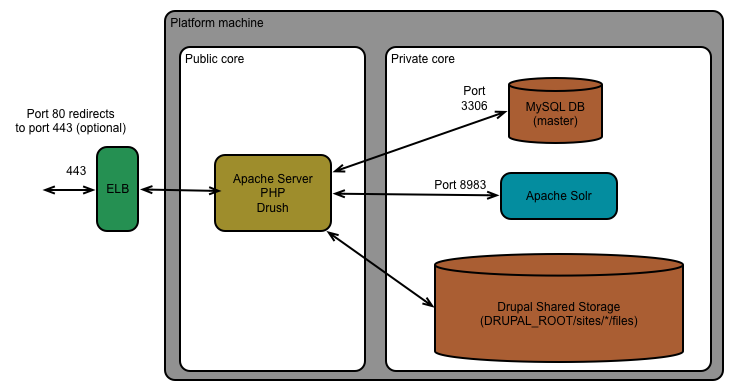 Platform machine
Public core
Private core
Port 80 redirects
to port 443 (optional)
443
ELB
Apache Server
PHP
Drush
Port
3306
MySQL DB
(master)
Port 8983
Apache Solr
Drupal Shared Storage
(DRUPAL_ROOT/sites/*/files)